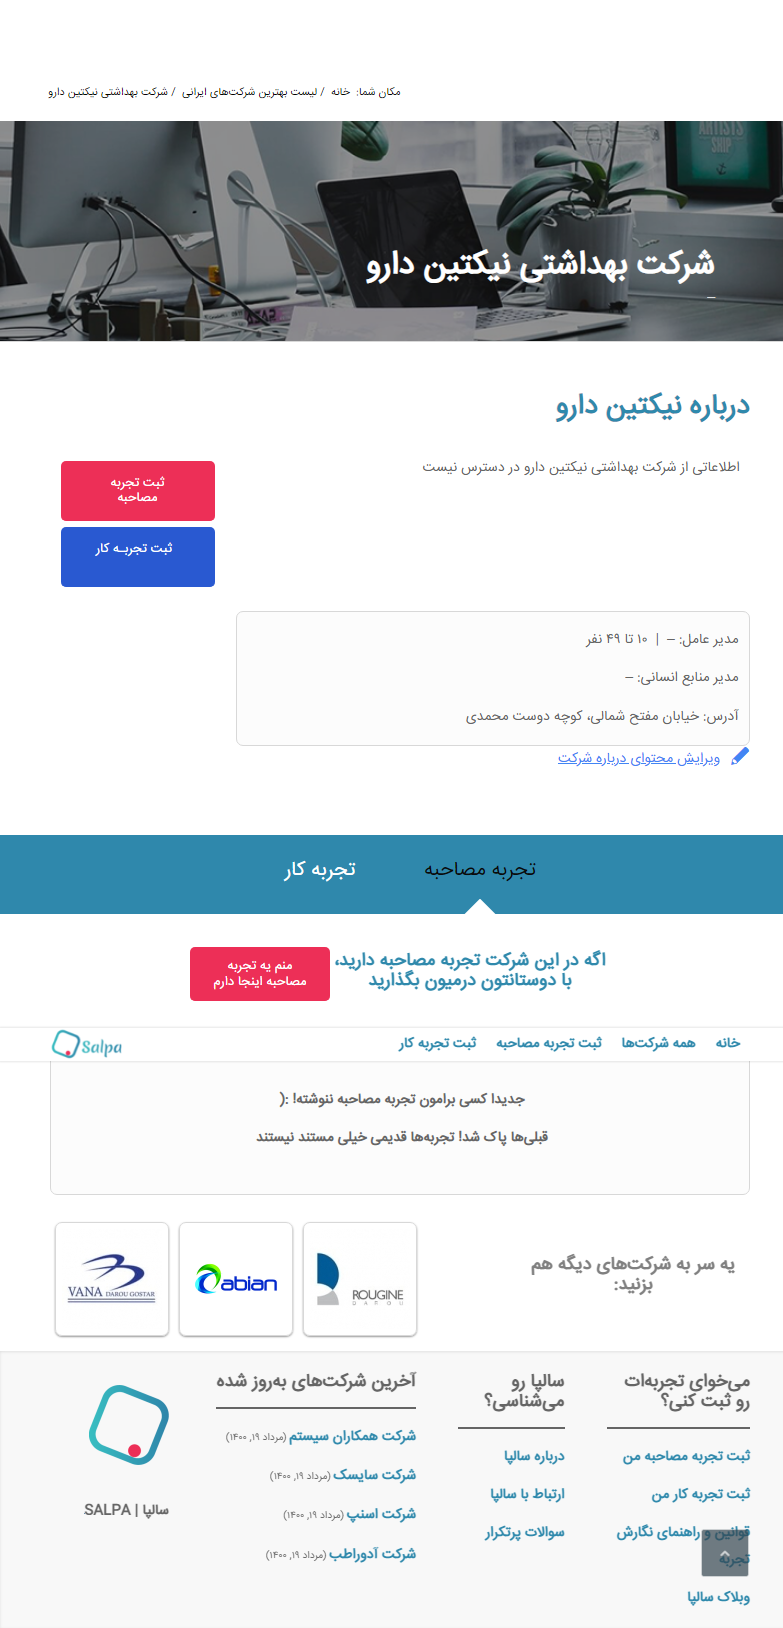 مکان شما: خانه / لیست بهترین شرکت‌های ایرانی / شرکت بهداشتی نیکتین دارو
ARTISTS
SHIP
شرکت بهداشتی نیکتین دارو
–
درباره نیکتین دارو
اطلاعاتی از شرکت بهداشتی نیکتین دارو در دسترس نیست
ثبت تجربه
مصاحبه
ثبت تجربـه کار
مدیر عامل: – | ۱۰ تا ۴۹ نفر
مدیر منابع انسانی: –
آدرس: خیابان مفتح شمالی، کوچه دوست محمدی
ویرایش محتوای درباره شرکت
تجربه مصاحبه
تجربه کار
اگه در این شرکت تجربه مصاحبه دارید،
با دوستانتون درمیون بگذارید
منم یه تجربه
مصاحبه اینجا دارم
خانه
همه شرکت‌ها
ثبت تجربه مصاحبه
ثبت تجربه کار
Salpa
جدیدا کسی برامون تجربه مصاحبه ننوشته! :(
قبلی‌ها پاک شد! تجربه‌ها قدیمی خیلی مستند نیستند
یه سر به شرکت‌های دیگه هم
بزنید:
ROUGINE
DAROU
abian
VANA DAROU GOSTAR
می‌خوای تجربه‌ات
رو ثبت کنی؟
ثبت تجربه مصاحبه من
ثبت تجربه کار من
قوانین و راهنمای نگارش
تجربه
وبلاک سالپا
سالپا رو
می‌شناسی؟
درباره سالپا
ارتباط با سالپا
سوالات پرتکرار
آخرین شرکت‌های به‌روز شده
شرکت همکاران سیستم (مرداد ۱۹, ۱۴۰۰)
شرکت سایسک (مرداد ۱۹, ۱۴۰۰)
شرکت اسنپ (مرداد ۱۹, ۱۴۰۰)
شرکت آدوراطب (مرداد ۱۹, ۱۴۰۰)
سالپا | SALPA